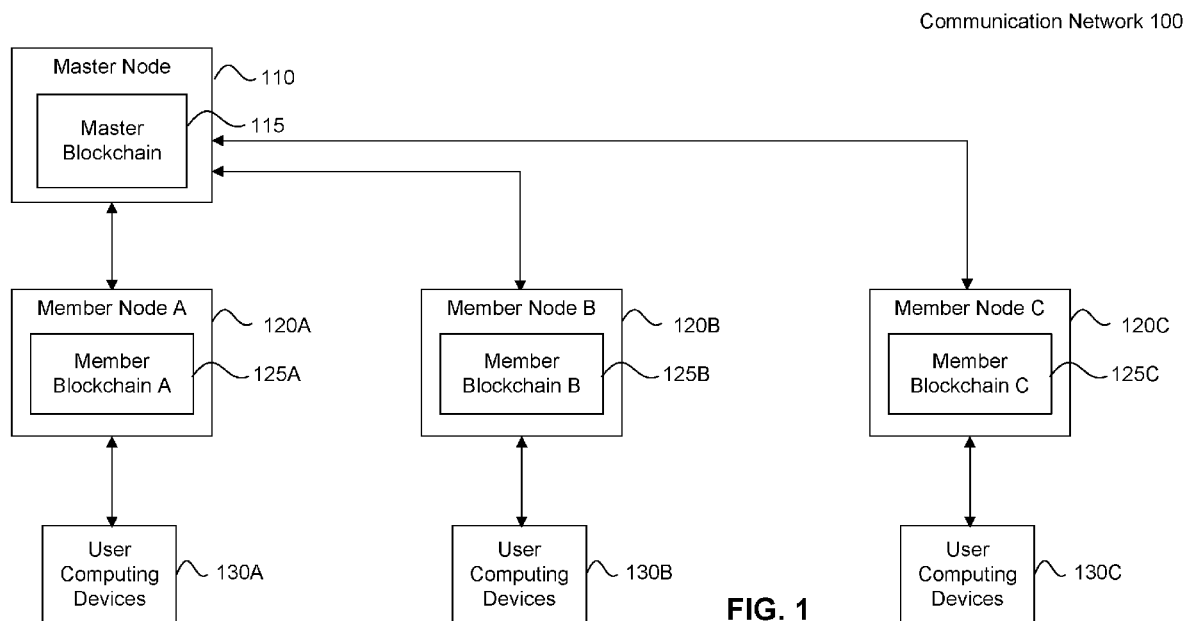 Communication Network 100
Master Node
110
Master
Blockchain
115
Member Node A
120A
Member
Blockchain A
125A
Member Node B
120B
Member
Blockchain B
125B
Member Node C
120C
Member
Blockchain C
125C
User
Computing
Devices
130A
User
Computing
Devices
130B
User
Computing
Devices
130C
FIG. 1